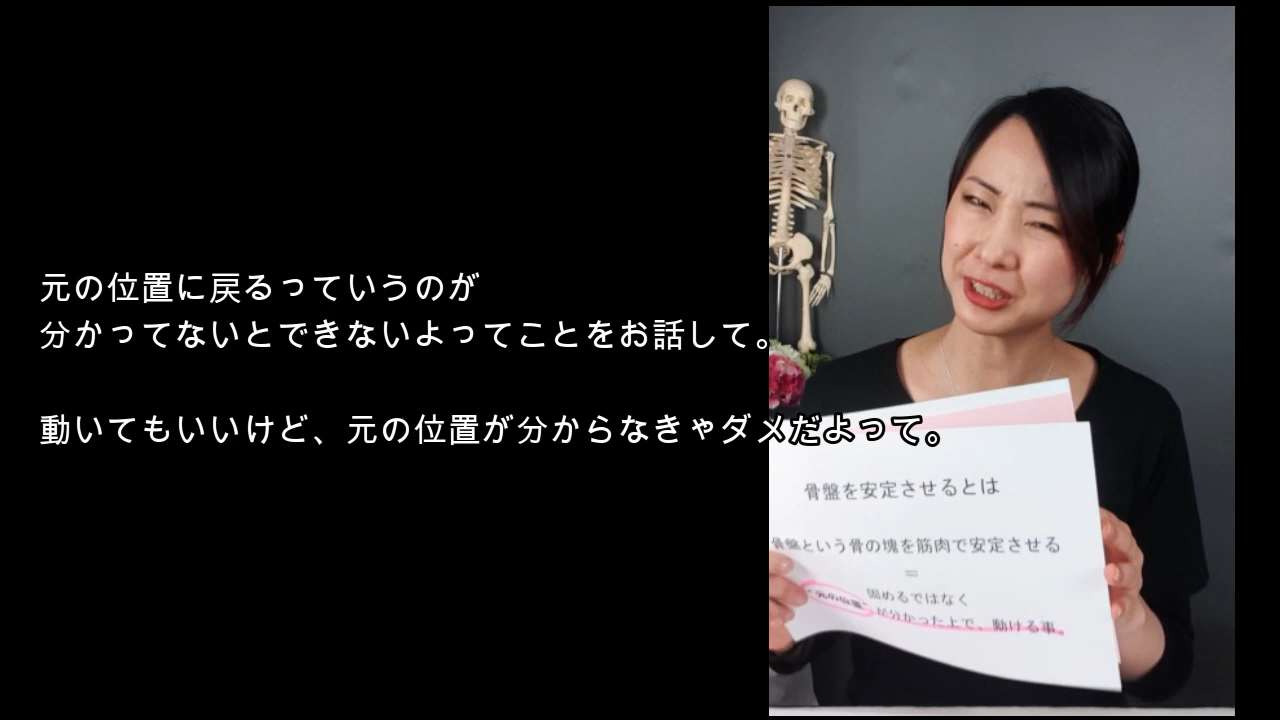 元の位置に戻るっていうのが
分かってないとできないよってことをお話して。
動いてもいいけど、元の位置が分からなきゃダメだよって。
骨盤を安定させるとは
骨盤という骨の塊を筋肉で安定させる
=
固めるではなく
"元の位置"が分かった上で、動ける事。